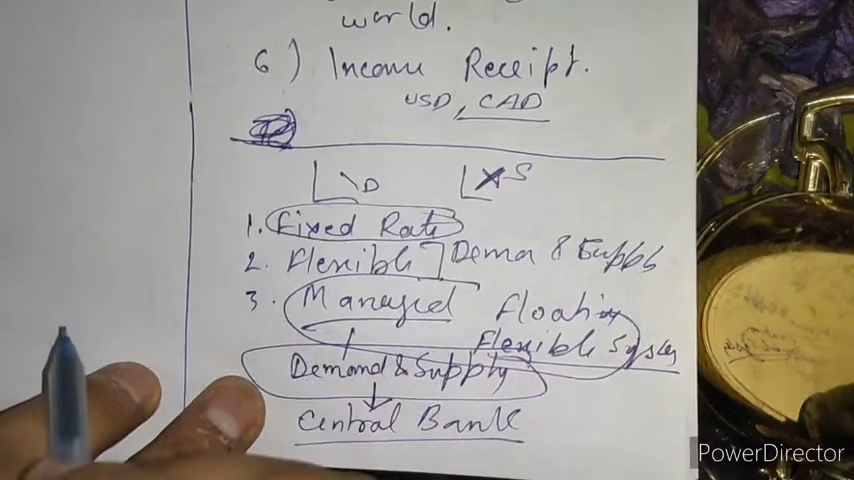 world.
6) Income Receipt.
USD, CAD
D
S
1. Fixed Rate
2. Flexible Deman & Supply
3. Managed Floating
Flexible System
Demand & Supply
Central Bank
PowerDirector